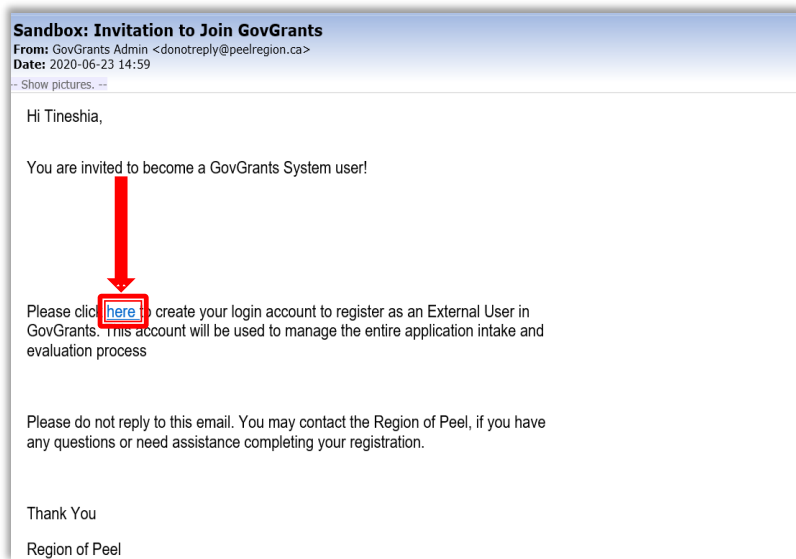 Sandbox: Invitation to Join GovGrants
From: GovGrants Admin <donotreply@peelregion.ca>
Date: 2020-06-23 14:59
-- Show pictures. --
Hi Tineshia,
You are invited to become a GovGrants System user!
Please click here to create your login account to register as an External User in
GovGrants. This account will be used to manage the entire application intake and
evaluation process
Please do not reply to this email. You may contact the Region of Peel, if you have
any questions or need assistance completing your registration.
Thank You
Region of Peel